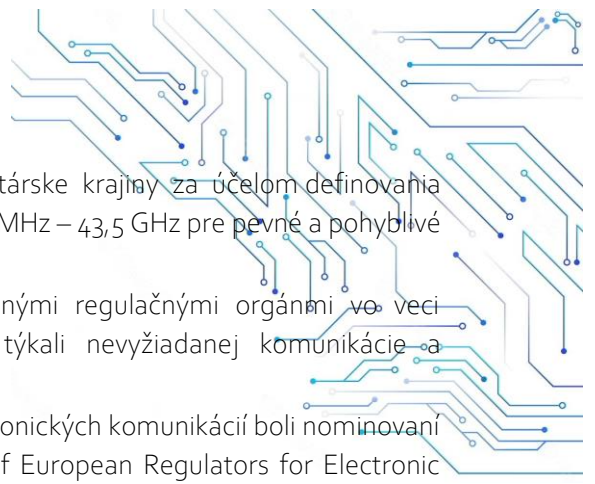 társke krajiny za účelom definovania
MHz – 43,5 GHz pre pevné a pohyblivé
nými regulačnými orgánmi vo veci
týkali nevyžiadanej komunikácie a
onických komunikácií boli nominovaní
f European Regulators for Electronic